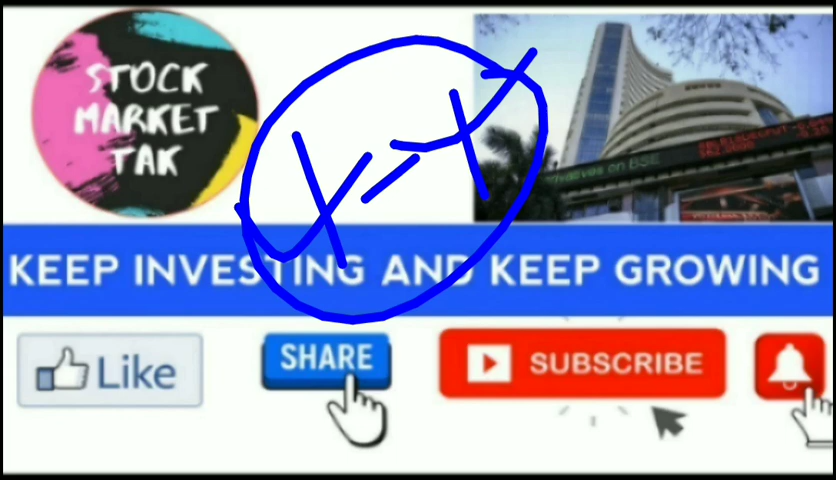 STOCK
MARKET
TAK
X-X
KEEP INVESTING AND KEEP GROWING
Like
SHARE
SUBSCRIBE